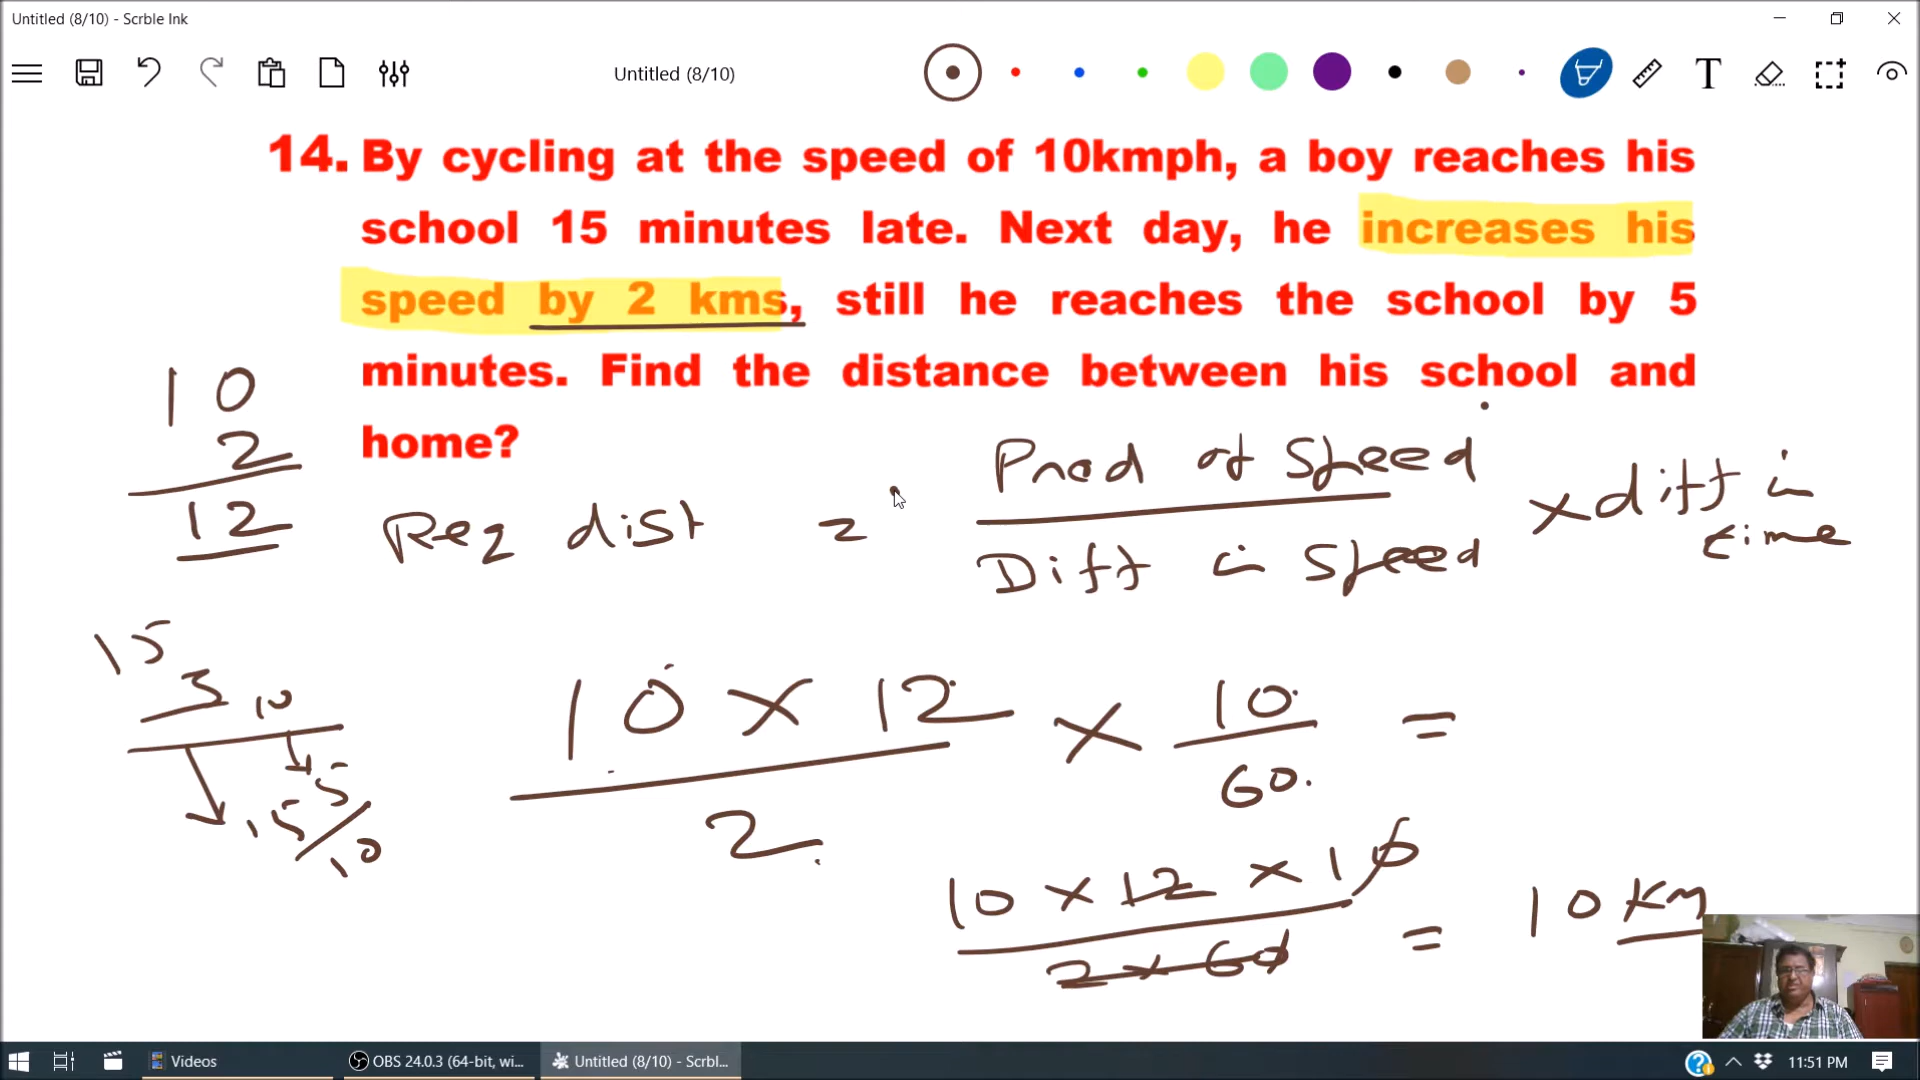 Untitled (8/10) - Scrble Ink
Untitled (8/10)
T
14. By cycling at the speed of 10kmph, a boy reaches his
school 15 minutes late. Next day, he increases his
speed by 2 kms, still he reaches the school by 5
minutes. Find the distance between his school and
home?
10
2
12
Req dist =
Prod of Speed
Diff in Speed
x diff in
time
15
3
10
15
5
10
10 x 12
2
x
10
60
=
10 x 12 x 10
2 x 60
= 10 Km
Videos
OBS 24.0.3 (64-bit, wi...
Untitled (8/10) - Scrbl...
11:51 PM